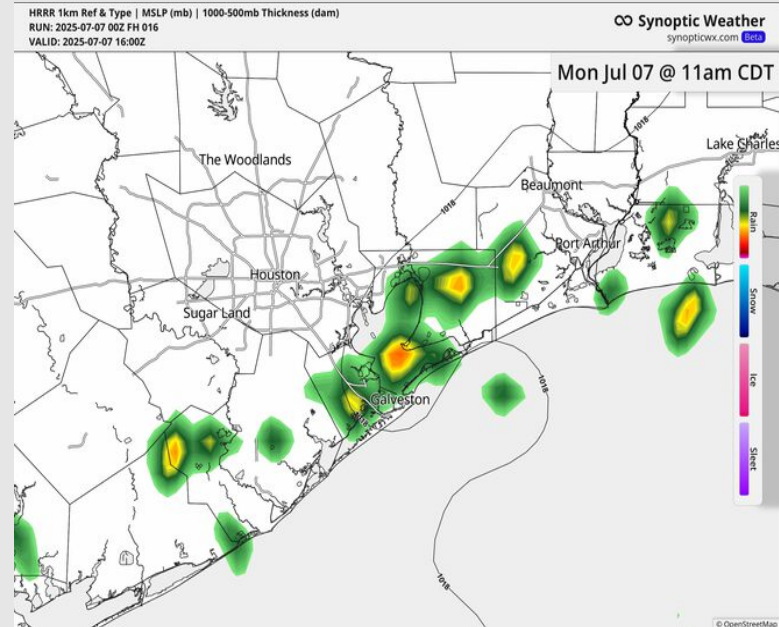 HRRR 1km Ref & Type | MSLP (mb) | 1000-500mb Thickness (dam)
RUN: 2025-07-07 00Z FH 016
VALID: 2025-07-07 16:00Z
Synoptic Weather
synopticwx.com Beta
Mon Jul 07 @ 11am CDT
1018
Lake Charles
The Woodlands
Beaumont
1018
Rain
Port Arthur
Houston
Snow
Sugar Land
Ice
1018
Galveston
1018
Sleet
1018
© OpenStreetMap